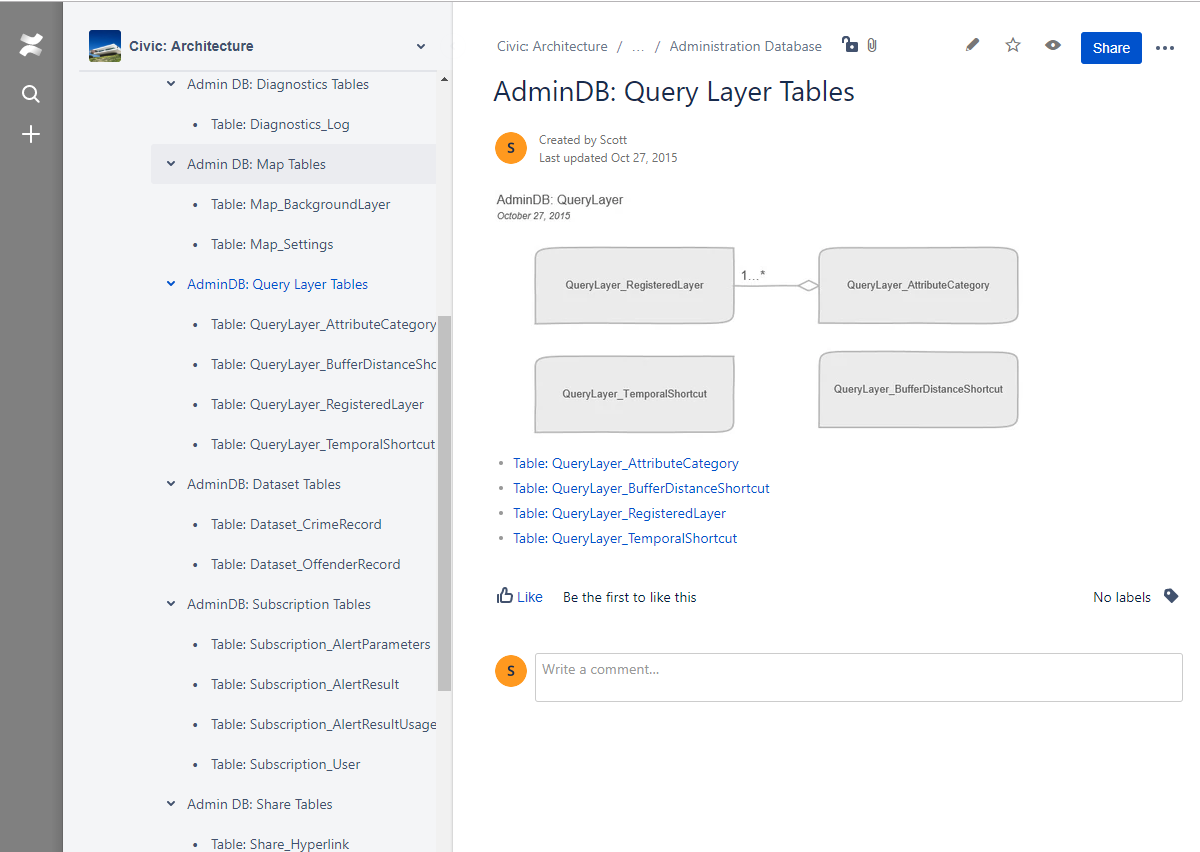 Civic: Architecture
Admin DB: Diagnostics Tables
Table: Diagnostics_Log
Admin DB: Map Tables
Table: Map_BackgroundLayer
Table: Map_Settings
AdminDB: Query Layer Tables
Table: QueryLayer_AttributeCategory
Table: QueryLayer_BufferDistanceSho
Table: QueryLayer_RegisteredLayer
Table: QueryLayer_TemporalShortcut
AdminDB: Dataset Tables
Table: Dataset_CrimeRecord
Table: Dataset_OffenderRecord
AdminDB: Subscription Tables
Table: Subscription_AlertParameters
Table: Subscription_AlertResult
Table: Subscription_AlertResultUsage
Table: Subscription_User
Admin DB: Share Tables
Table: Share_Hyperlink
Civic: Architecture / ... / Administration Database
Share
AdminDB: Query Layer Tables
S
Created by Scott
Last updated Oct 27, 2015
AdminDB: QueryLayer
October 27, 2015
QueryLayer_RegisteredLayer
1...*
QueryLayer_AttributeCategory
QueryLayer_TemporalShortcut
QueryLayer_BufferDistanceShortcut
Table: QueryLayer_AttributeCategory
Table: QueryLayer_BufferDistanceShortcut
Table: QueryLayer_RegisteredLayer
Table: QueryLayer_TemporalShortcut
Like Be the first to like this
No labels
S
Write a comment...